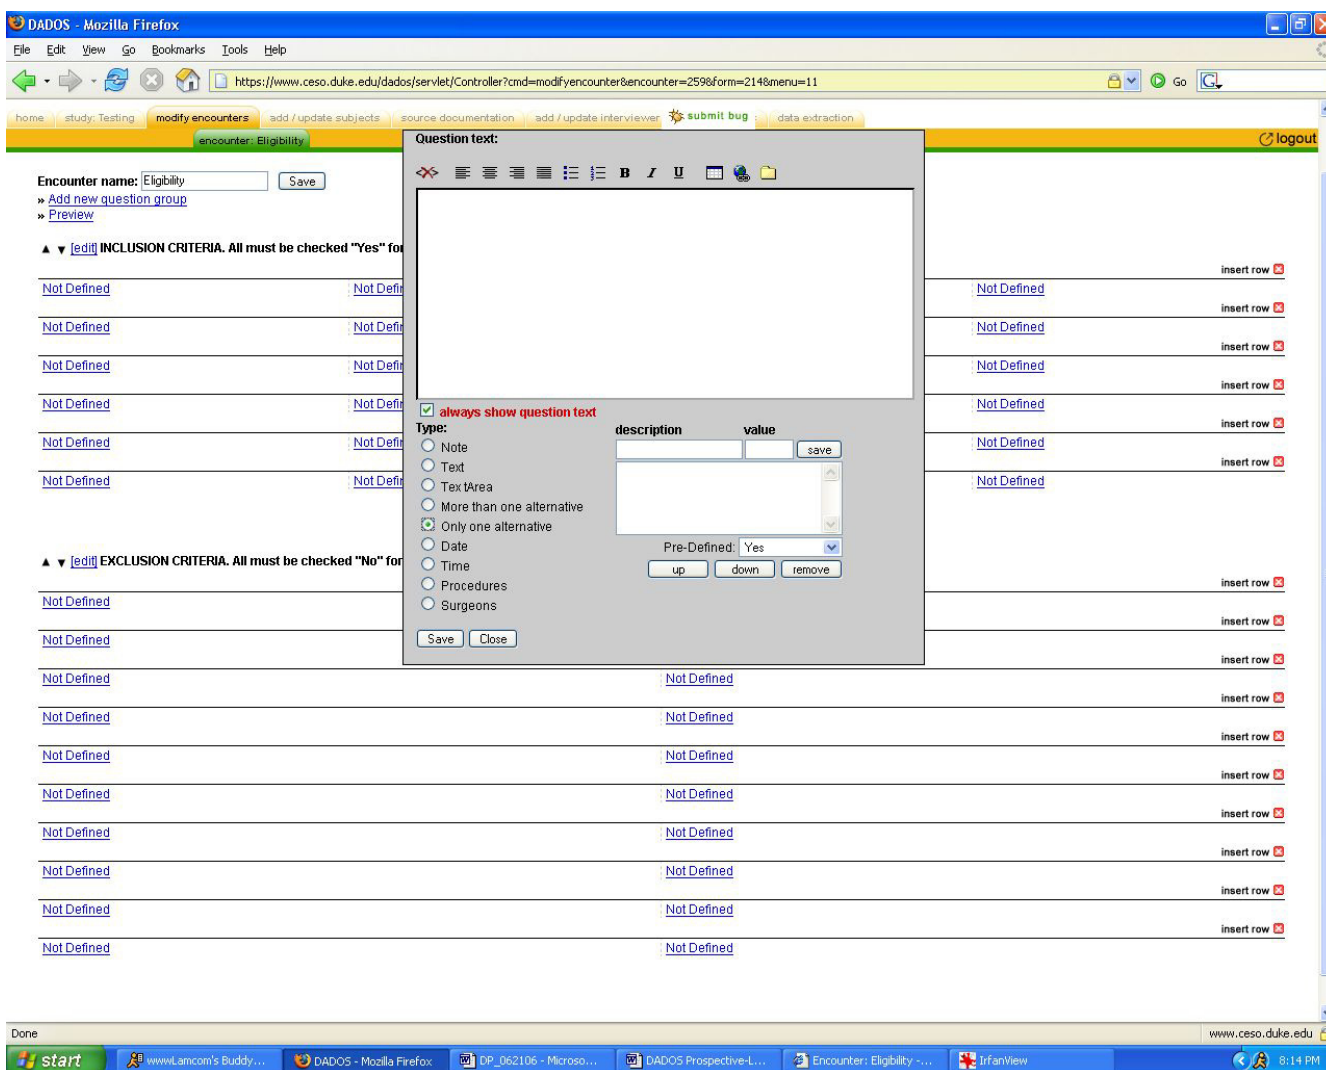 DADOS - Mozilla Firefox
File Edit View Go Bookmarks Tools Help
https://www.ceso.duke.edu/dados/servlet/Controller?cmd=modifyencounter&encounter=259&form=214&menu=11 Go G
home study: Testing modify encounters add / update subjects source documentation add / update interviewer submit bug data extraction
encounter: Eligibility logout
Question text:
B I U
Encounter name: Eligibility Save
» Add new question group
» Preview
▲ ▼ [edit] INCLUSION CRITERIA. All must be checked "Yes" for
insert row
Not Defined Not Defin Not Defined
insert row
Not Defined Not Defin Not Defined
insert row
Not Defined Not Defin Not Defined
insert row
Not Defined Not Defin Not Defined
insert row
Not Defined Not Defin Not Defined
insert row
Not Defined Not Defin Not Defined
always show question text
Type: description value
Note save
Text
TextArea
More than one alternative
Only one alternative
Date Pre-Defined: Yes
Time up down remove
Procedures
Surgeons
Save Close
▲ ▼ [edit] EXCLUSION CRITERIA. All must be checked "No" for
insert row
Not Defined
insert row
Not Defined
insert row
Not Defined Not Defined
insert row
Not Defined Not Defined
insert row
Not Defined Not Defined
insert row
Not Defined Not Defined
insert row
Not Defined Not Defined
insert row
Not Defined Not Defined
insert row
Not Defined Not Defined
insert row
Not Defined Not Defined
Done www.ceso.duke.edu
start wwwLamcom's Buddy... DADOS - Mozilla Firefox DP_062106 - Microso... DADOS Prospective-L... Encounter: Eligibility -... IrfanView 8:14 PM